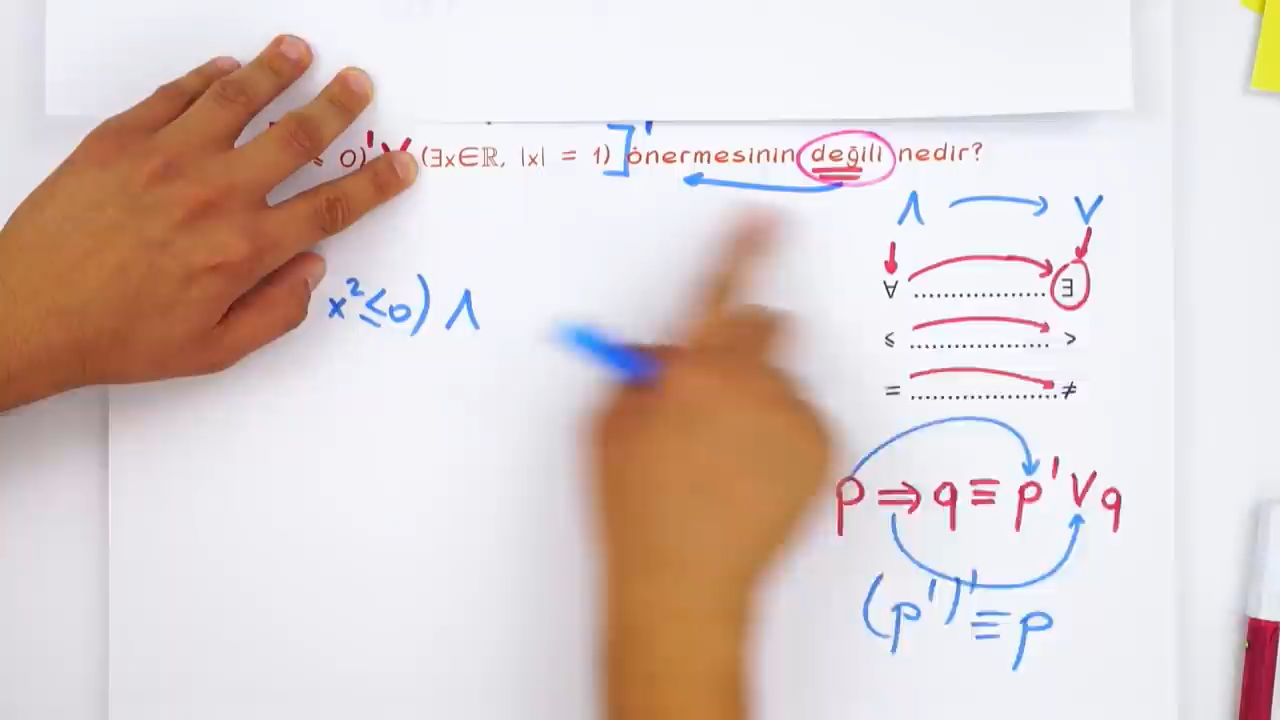 ≤ 0)' ∨ (∃x∈ℝ, |x| = 1)]' önermesinin değili nedir?
∧ → ∨
∀ .................... ∃
x² ≤ 0) ∧
≤ .................... >
= .................... ≠
p ⇒ q ≡ p' ∨ q
(p')' ≡ p